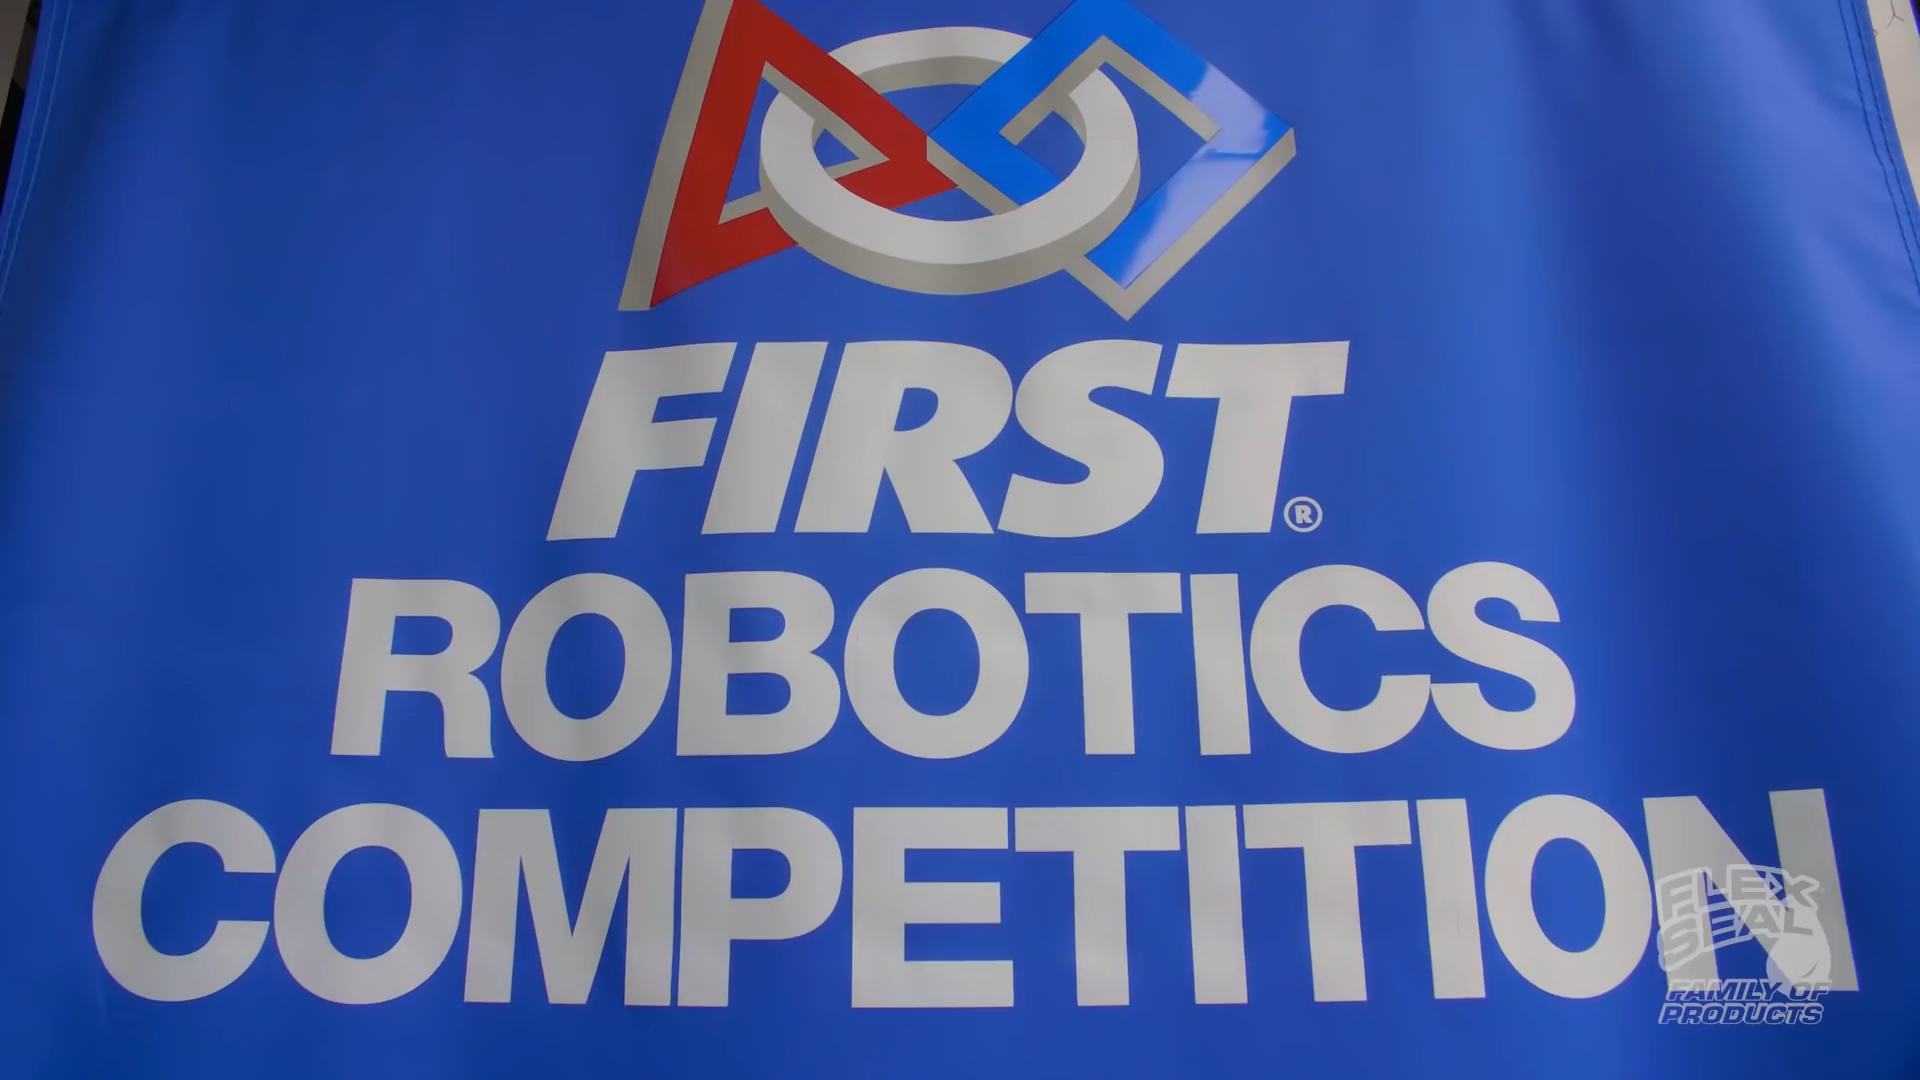 FIRST®
ROBOTICS
COMPETITION
FLEX
SEAL
FAMILY OF
PRODUCTS